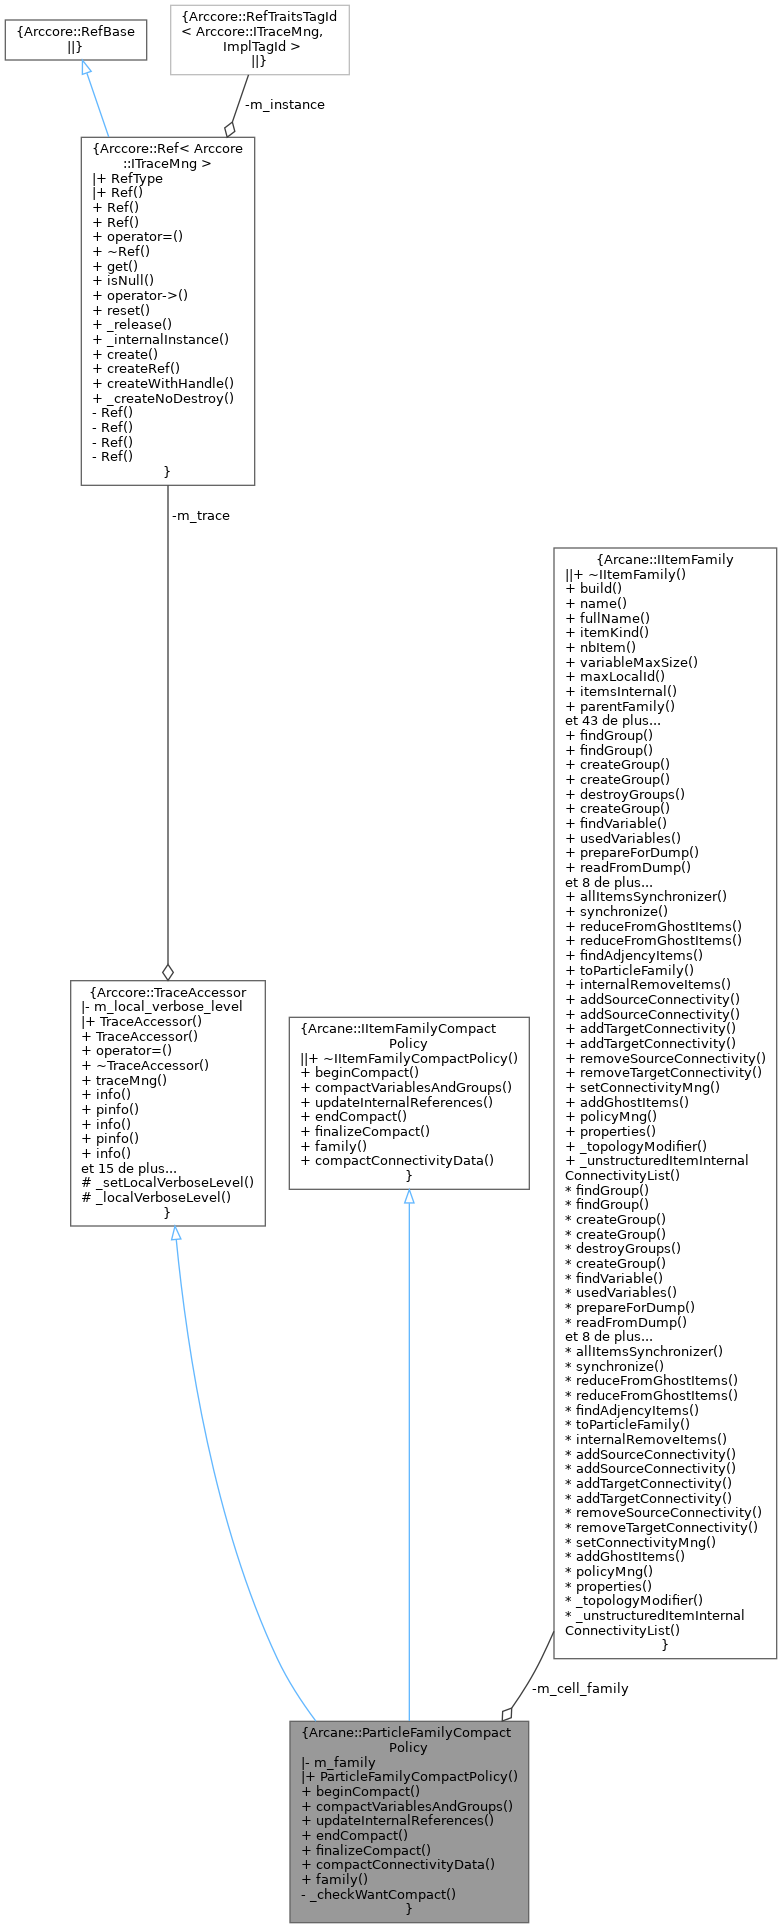 {Arccore::RefBase
||}
{Arccore::RefTraitsTagId
< Arccore::ITraceMng,
ImplTagId >
||}
-m_instance
{Arccore::Ref< Arccore
::ITraceMng >
|+ RefType
|+ Ref()
+ Ref()
+ Ref()
+ operator=()
+ ~Ref()
+ get()
+ isNull()
+ operator->()
+ reset()
+ _release()
+ _internalInstance()
+ create()
+ createRef()
+ createWithHandle()
+ _createNoDestroy()
- Ref()
- Ref()
- Ref()
- Ref()
}
-m_trace
{Arcane::IItemFamily
||+ ~IItemFamily()
+ build()
+ name()
+ fullName()
+ itemKind()
+ nbItem()
+ variableMaxSize()
+ maxLocalId()
+ itemsInternal()
+ parentFamily()
et 43 de plus...
+ findGroup()
+ findGroup()
+ createGroup()
+ createGroup()
+ destroyGroups()
+ createGroup()
+ findVariable()
+ usedVariables()
+ prepareForDump()
+ readFromDump()
et 8 de plus...
+ allItemsSynchronizer()
+ synchronize()
+ reduceFromGhostItems()
+ reduceFromGhostItems()
+ findAdjencyItems()
+ toParticleFamily()
+ internalRemoveItems()
+ addSourceConnectivity()
+ addSourceConnectivity()
+ addTargetConnectivity()
+ addTargetConnectivity()
+ removeSourceConnectivity()
+ removeTargetConnectivity()
+ setConnectivityMng()
+ addGhostItems()
+ policyMng()
+ properties()
+ _topologyModifier()
+ _unstructuredItemInternal
ConnectivityList()
* findGroup()
* findGroup()
* createGroup()
* createGroup()
* destroyGroups()
* createGroup()
* findVariable()
* usedVariables()
* prepareForDump()
* readFromDump()
et 8 de plus...
* allItemsSynchronizer()
* synchronize()
* reduceFromGhostItems()
* reduceFromGhostItems()
* findAdjencyItems()
* toParticleFamily()
* internalRemoveItems()
* addSourceConnectivity()
* addSourceConnectivity()
* addTargetConnectivity()
* addTargetConnectivity()
* removeSourceConnectivity()
* removeTargetConnectivity()
* setConnectivityMng()
* addGhostItems()
* policyMng()
* properties()
* _topologyModifier()
* _unstructuredItemInternal
ConnectivityList()
}
{Arccore::TraceAccessor
|- m_local_verbose_level
|+ TraceAccessor()
+ TraceAccessor()
+ operator=()
+ ~TraceAccessor()
+ traceMng()
+ info()
+ pinfo()
+ info()
+ pinfo()
+ info()
et 15 de plus...
# _setLocalVerboseLevel()
# _localVerboseLevel()
}
{Arcane::IItemFamilyCompact
Policy
||+ ~IItemFamilyCompactPolicy()
+ beginCompact()
+ compactVariablesAndGroups()
+ updateInternalReferences()
+ endCompact()
+ finalizeCompact()
+ family()
+ compactConnectivityData()
}
-m_cell_family
{Arcane::ParticleFamilyCompact
Policy
|- m_family
|+ ParticleFamilyCompactPolicy()
+ beginCompact()
+ compactVariablesAndGroups()
+ updateInternalReferences()
+ endCompact()
+ finalizeCompact()
+ compactConnectivityData()
+ family()
- _checkWantCompact()
}